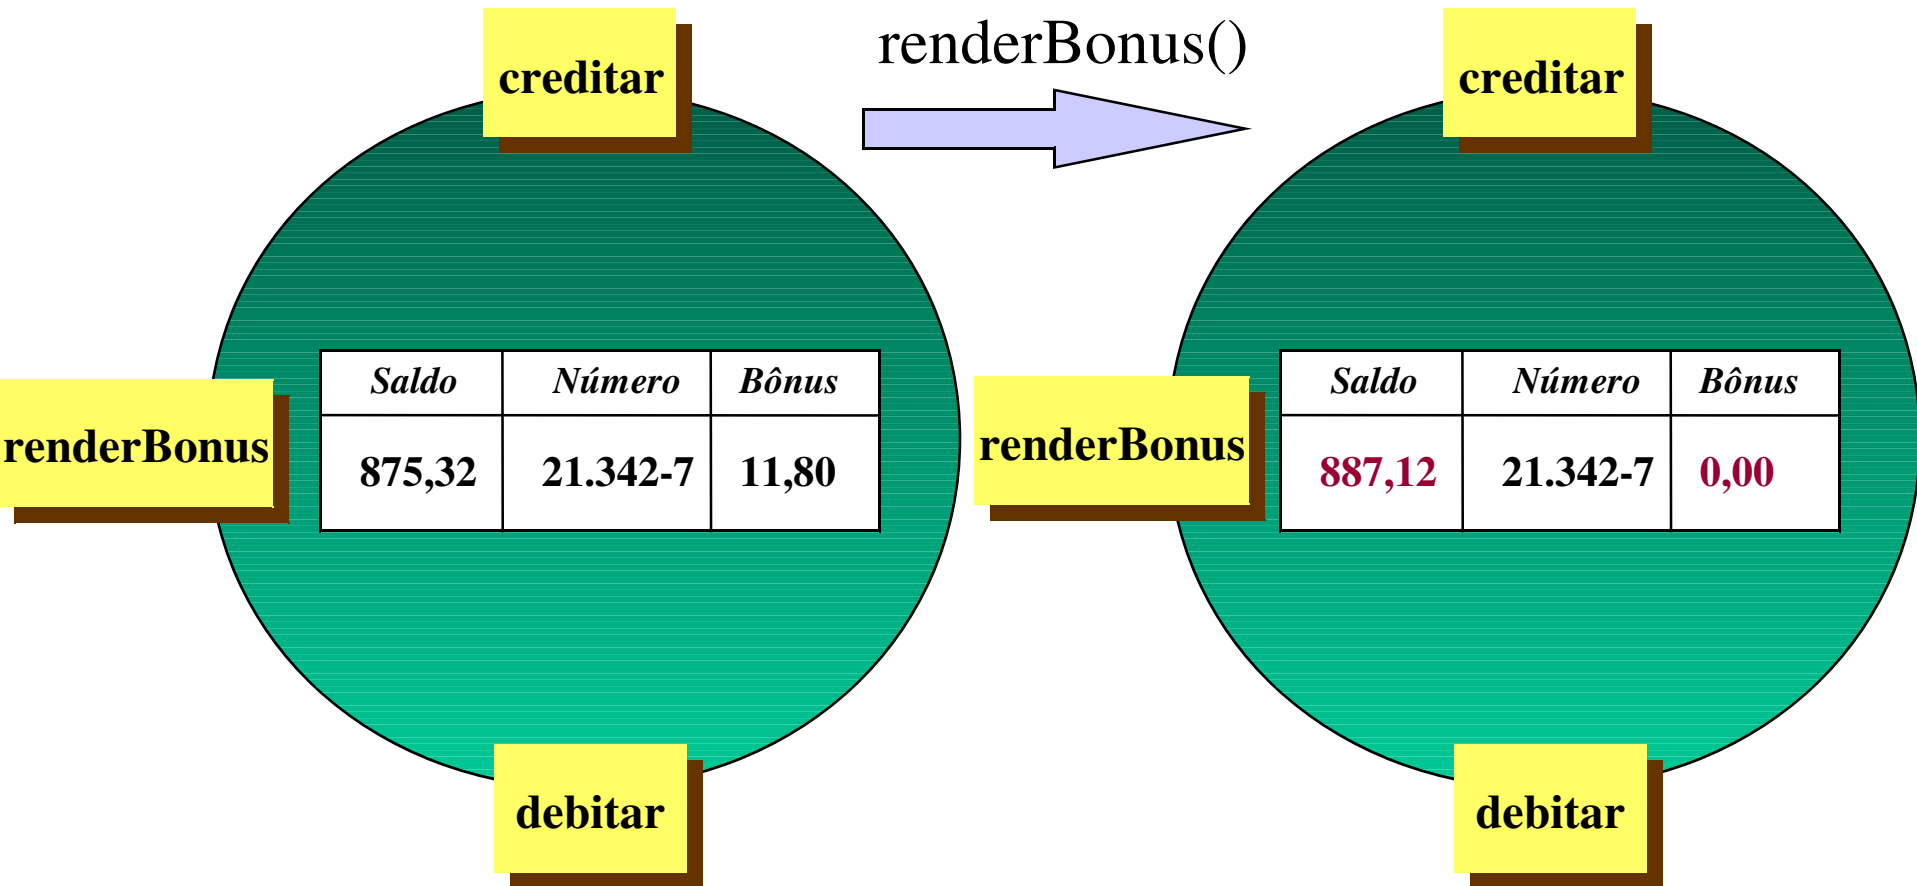 creditar
renderBonus()
creditar
renderBonus
Saldo Número Bônus
875,32 21.342-7 11,80
debitar
renderBonus
Saldo Número Bônus
887,12 21.342-7 0,00
debitar